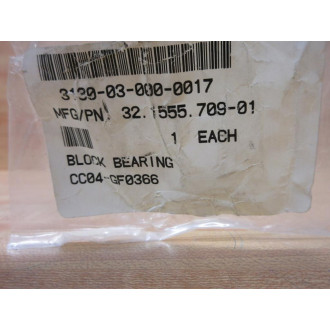 3120-03-000-0017
MFG/PN: 32.1555.709-01
1 EACH
BLOCK BEARING
CC04-GF0366